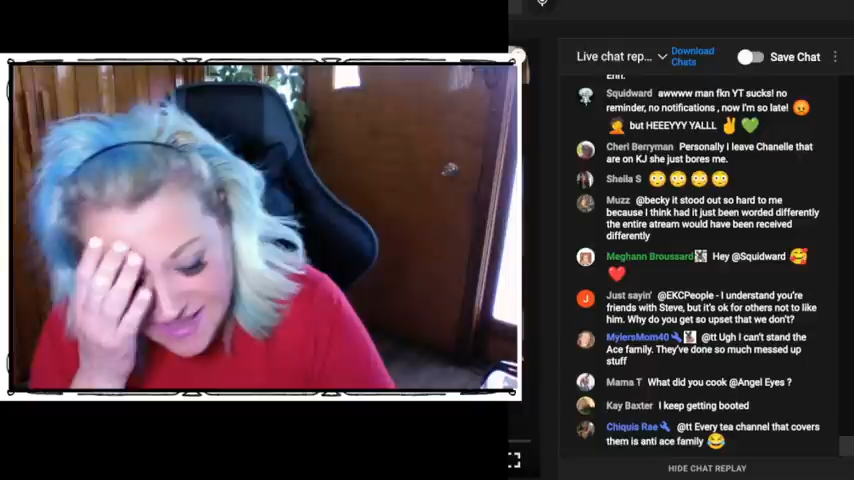 Live chat rep...
Download
Chats
Save Chat
Squidward awwww man fkn YT sucks! no
reminder, no notifications , now I'm so late! 😡
🤦 but HEEEYYY YALLL ✌️💚
Cheri Berryman Personally I leave Chanelle that
are on KJ she just bores me.
Sheila S 😳😳😳😳
Muzz @becky it stood out so hard to me
because I think had it just been worded differently
the entire atream would have been received
differently
Meghann Broussard Hey @Squidward 🥰
❤️
J
Just sayin' @EKCPeople - I understand you're
friends with Steve, but it's ok for others not to like
him. Why do you get so upset that we don't?
MylersMom40 @tt Ugh I can't stand the
Ace family. They've done so much messed up
stuff
Mama T What did you cook @Angel Eyes ?
Kay Baxter I keep getting booted
Chiquis Rae @tt Every tea channel that covers
them is anti ace family 😂
HIDE CHAT REPLAY